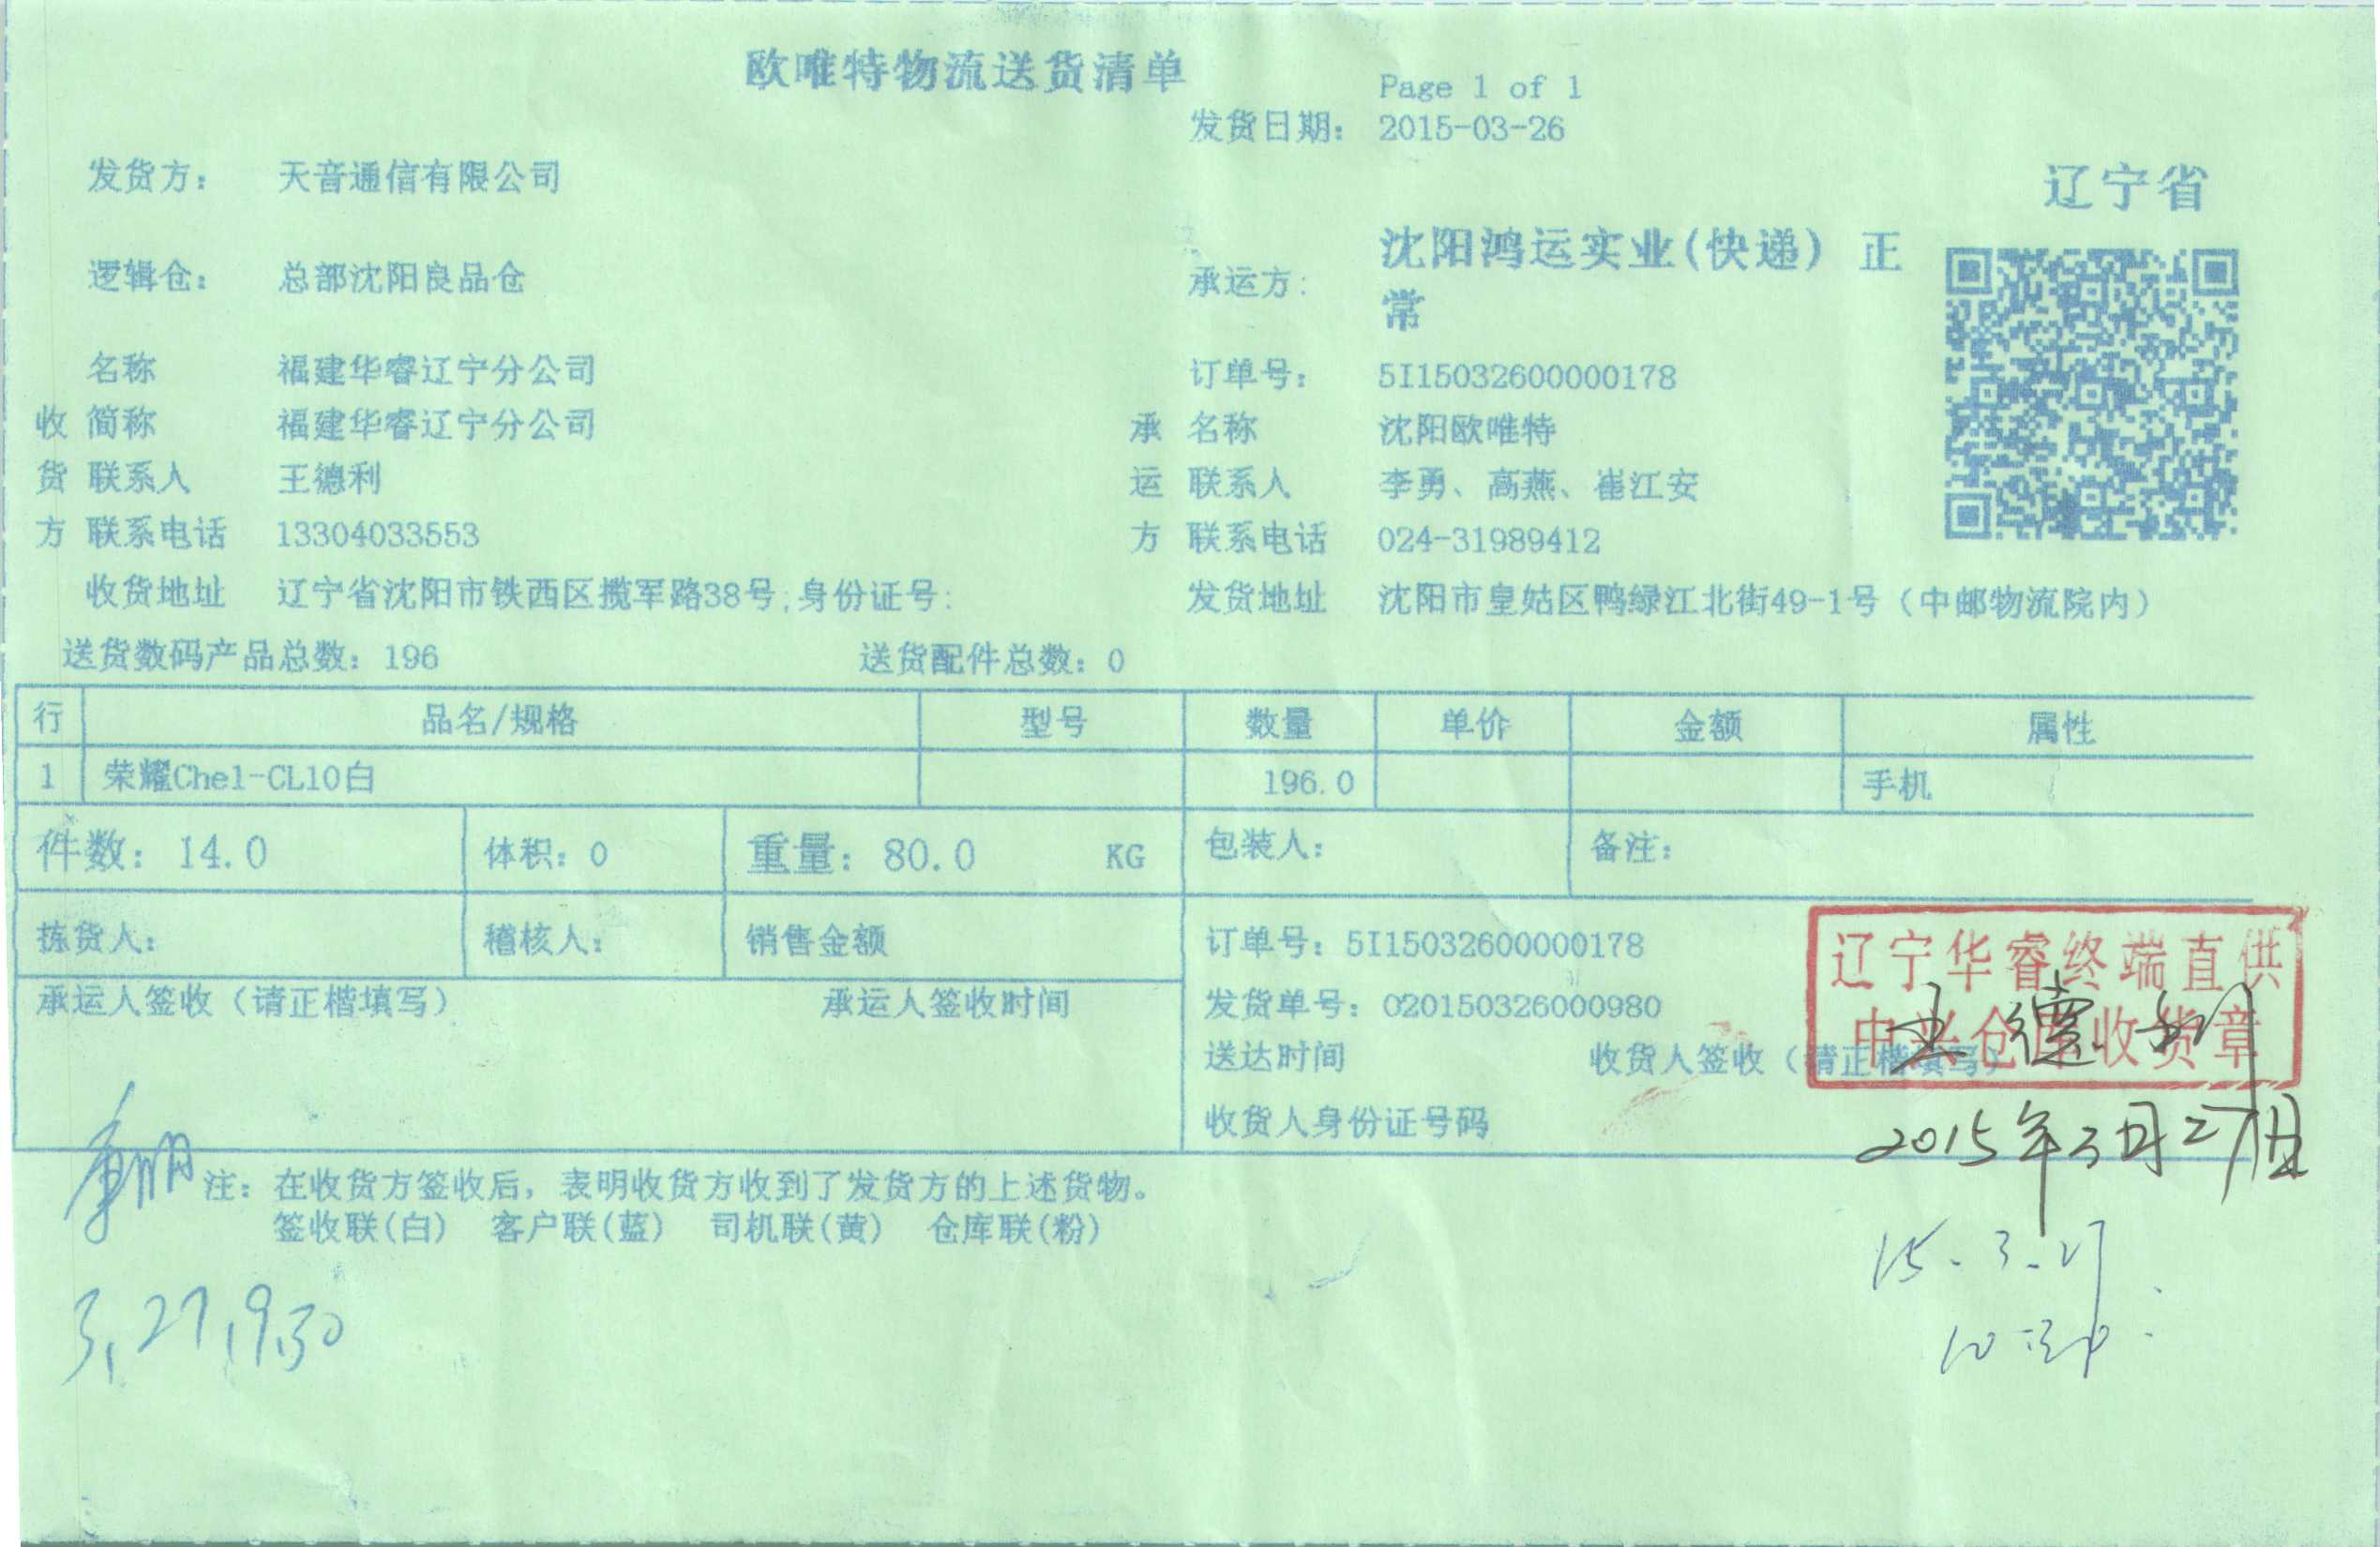 欧唯特物流送货清单
Page 1 of 1
发货日期: 2015-03-26
发货方: 天音通信有限公司
辽宁省
逻辑仓: 总部沈阳良品仓
承运方: 沈阳鸿运实业(快递) 正
常
名称 福建华睿辽宁分公司
订单号: 5I15032600000178
收 简称 福建华睿辽宁分公司
承 名称 沈阳欧唯特
货 联系人 王德利
运 联系人 李勇、高燕、崔江安
方 联系电话 13304033553
方 联系电话 024-31989412
收货地址 辽宁省沈阳市铁西区揽军路38号;身份证号:
发货地址 沈阳市皇姑区鸭绿江北街49-1号（中邮物流院内）
送货数码产品总数: 196 送货配件总数: 0
行 品名/规格 型号 数量 单价 金额 属性
1 荣耀Che1-CL10白 196.0 手机
件数: 14.0 体积: 0 重量: 80.0 KG 包装人: 备注:
拣货人: 稽核人: 销售金额 订单号: 5I15032600000178
承运人签收（请正楷填写） 承运人签收时间 发货单号: 020150326000980
送达时间 收货人签收（请正楷填写）
收货人身份证号码
辽宁华睿终端直供
中兴仓库收货章
王德利
2015年3月27日
注: 在收货方签收后, 表明收货方收到了发货方的上述货物。
签收联(白) 客户联(蓝) 司机联(黄) 仓库联(粉)
15.3.27
10:30
3,27,9,30